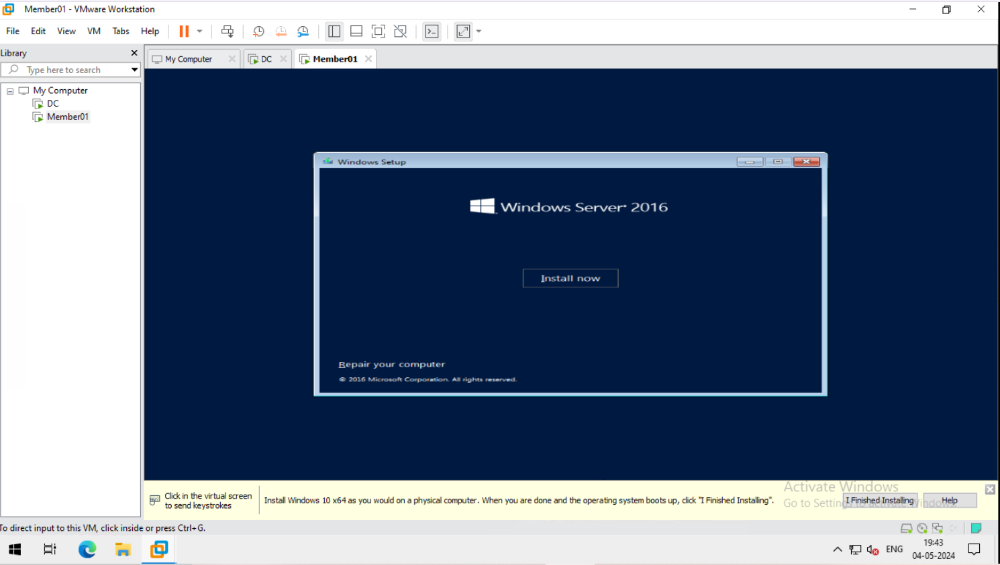 Member01 - VMware Workstation
File Edit View VM Tabs Help
Library
Type here to search
My Computer DC Member01
My Computer
DC
Member01
Windows Setup
Windows Server® 2016
Install now
Repair your computer
© 2016 Microsoft Corporation. All rights reserved.
Click in the virtual screen
to send keystrokes
Install Windows 10 x64 as you would on a physical computer. When you are done and the operating system boots up, click "I Finished Installing".
I Finished Installing
Help
Activate Windows
Go to Settings to activate Windows.
To direct input to this VM, click inside or press Ctrl+G.
ENG
19:43
04-05-2024